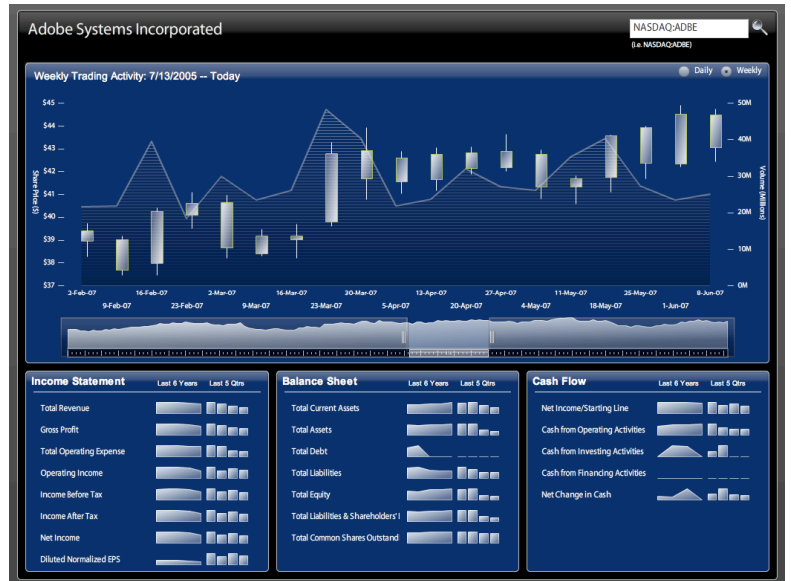 Adobe Systems Incorporated
NASDAQ:ADBE
(i.e. NASDAQ:ADBE)
Weekly Trading Activity: 7/13/2005 -- Today
Daily Weekly
$45
$44
$43
$42
$41
$40
$39
$38
$37
Share Price ($)
50M
40M
30M
20M
10M
0M
Volume (Millions)
2-Feb-07 16-Feb-07 2-Mar-07 16-Mar-07 30-Mar-07 13-Apr-07 27-Apr-07 11-May-07 25-May-07 8-Jun-07
9-Feb-07 23-Feb-07 9-Mar-07 23-Mar-07 5-Apr-07 20-Apr-07 4-May-07 18-May-07 1-Jun-07
Income Statement Last 6 Years Last 5 Qtrs
Total Revenue
Gross Profit
Total Operating Expense
Operating Income
Income Before Tax
Income After Tax
Net Income
Diluted Normalized EPS
Balance Sheet Last 6 Years Last 5 Qtrs
Total Current Assets
Total Assets
Total Debt
Total Liabilities
Total Equity
Total Liabilities & Shareholders'
Total Common Shares Outstand
Cash Flow Last 6 Years Last 5 Qtrs
Net Income/Starting Line
Cash from Operating Activities
Cash from Investing Activities
Cash from Financing Activities
Net Change in Cash